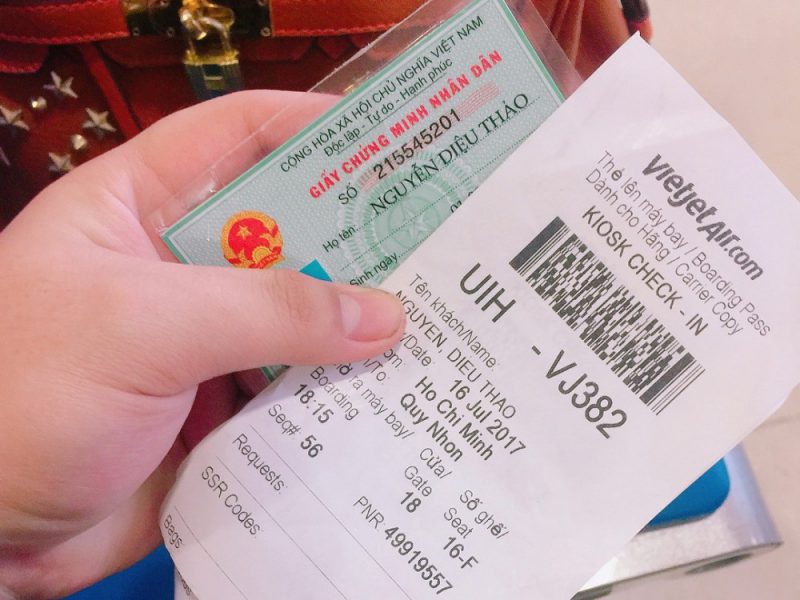 CỘNG HÒA XÃ HỘI CHỦ NGHĨA VIỆT NAM
Độc lập - Tự do - Hạnh phúc
GIẤY CHỨNG MINH NHÂN DÂN
SỐ 215545201
Họ tên NGUYỄN DIỆU THẢO
Sinh ngày
vietjetAir.com
Thẻ lên máy bay / Boarding Pass
Dành cho Hãng / Carrier Copy
KIOSK CHECK - IN
UIH - VJ382
Tên khách/Name:
NGUYEN, DIEU THAO
/Date: 16 Jul 2017
Ho Chi Minh
/To: Quy Nhon
ra máy bay/ Cửa/ Số ghế/
Boarding Gate Seat
18:15 18 16-F
Seq# 56 PNR: 49919557
Requests:
SSR Codes:
Bags